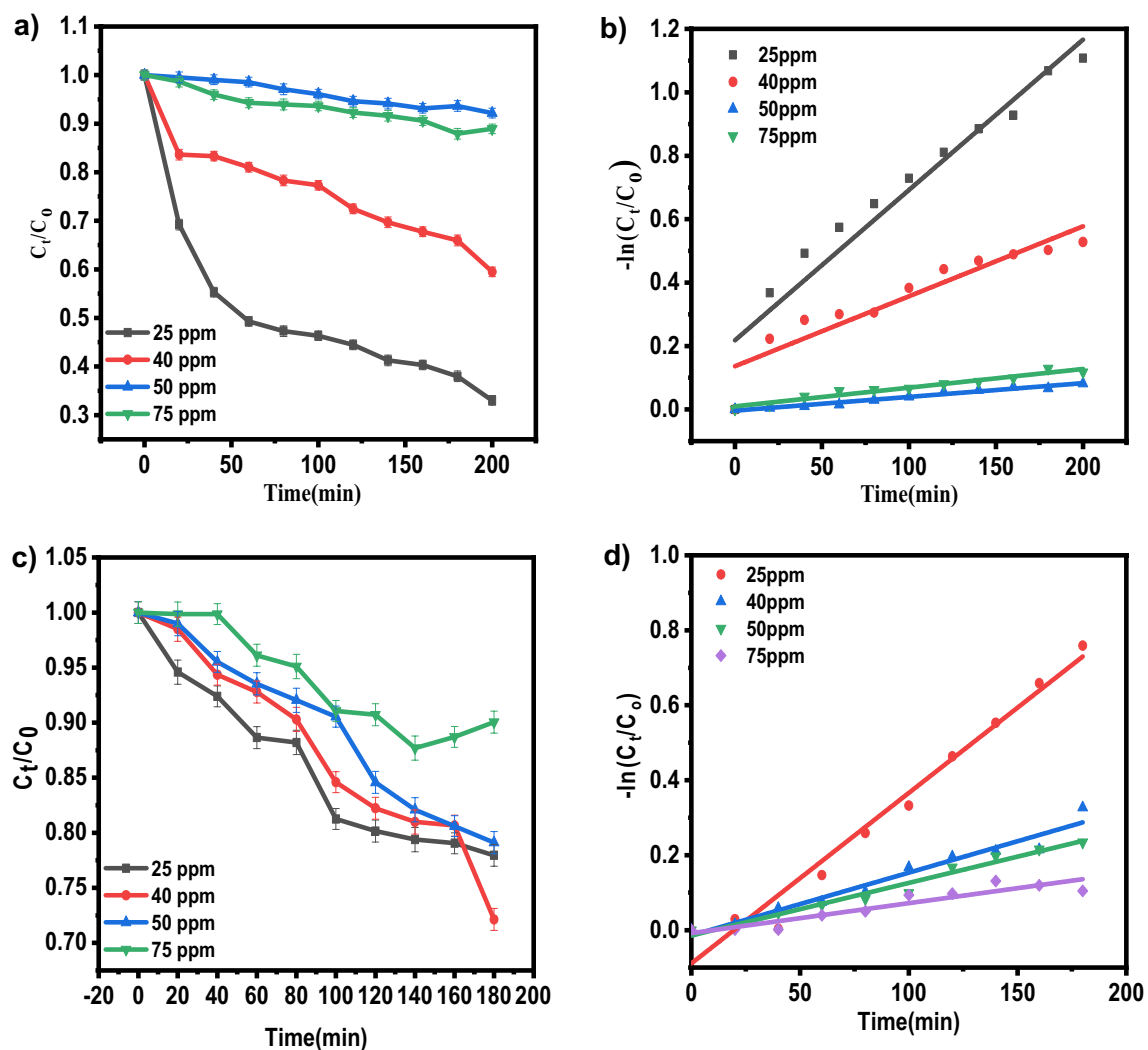 a)
1.0
0.9
0.8
0.7
0.6
0.5
0.4
0.3
Ct/C0
25 ppm
40 ppm
50 ppm
75 ppm
0
50
100
150
200
Time(min)
b)
1.2
1.0
0.8
0.6
0.4
0.2
0.0
-ln(Ct/C0)
25ppm
40ppm
50ppm
75ppm
0
50
100
150
200
Time(min)
c)
1.05
1.00
0.95
0.90
0.85
0.80
0.75
0.70
Ct/C0
25 ppm
40 ppm
50 ppm
75 ppm
-20
0
20
40
60
80
100
120
140
160
180
200
Time(min)
d)
1.0
0.8
0.6
0.4
0.2
0.0
-ln(Ct/Co)
25ppm
40ppm
50ppm
75ppm
0
50
100
150
200
Time(min)